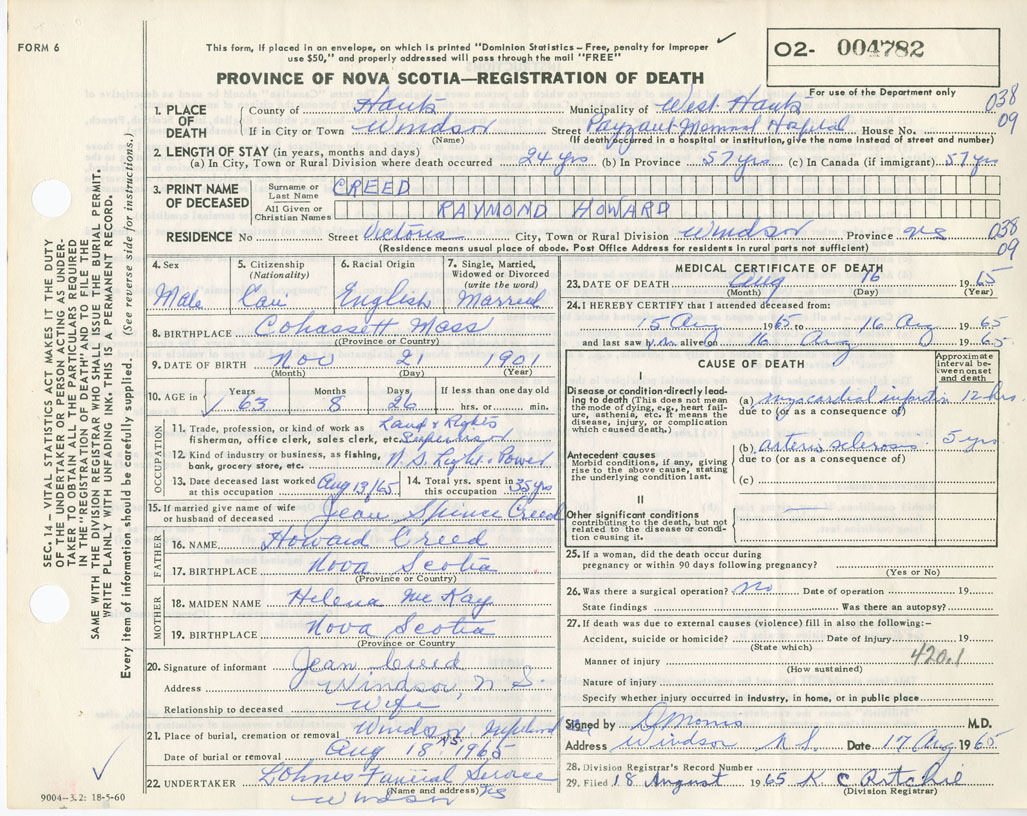 FORM 6
This form, if placed in an envelope, on which is printed "Dominion Statistics – Free, penalty for improper
use $50," and properly addressed will pass through the mail "FREE"
PROVINCE OF NOVA SCOTIA—REGISTRATION OF DEATH
02- 004782
For use of the Department only
038
09
1. PLACE OF DEATH
County of Hants Municipality of West Hants
If in City or Town Windsor Street Payzant Memorial Hospital House No.
(Name) (If death occurred in a hospital or institution, give the name instead of street and number)
2. LENGTH OF STAY (in years, months and days)
(a) In City, Town or Rural Division where death occurred 24 yrs (b) In Province 57 yrs (c) In Canada (if immigrant) 57 yrs
3. PRINT NAME OF DECEASED
Surname or Last Name CREED
All Given or Christian Names RAYMOND HOWARD
RESIDENCE No Street Victoria City, Town or Rural Division Windsor Province NS
038
09
(Residence means usual place of abode. Post Office Address for residents in rural parts not sufficient)
4. Sex Male
5. Citizenship (Nationality) Can
6. Racial Origin English
7. Single, Married, Widowed or Divorced (write the word) Married
8. BIRTHPLACE Cohassett Mass
(Province or Country)
9. DATE OF BIRTH Nov 21 1901
(Month) (Day) (Year)
10. AGE in Years 63 Months 8 Days 26 If less than one day old hrs. or min.
OCCUPATION
11. Trade, profession, or kind of work as Land & Rights
fisherman, office clerk, sales clerk, etc.
12. Kind of industry or business, as fishing, N. S. Light & Power
bank, grocery store, etc.
13. Date deceased last worked at this occupation Aug 13/65
14. Total yrs. spent in this occupation 35 yrs
15. If married give name of wife or husband of deceased Jean Spence Creed
FATHER
16. NAME Howard Creed
17. BIRTHPLACE Nova Scotia
(Province or Country)
MOTHER
18. MAIDEN NAME Helena McKay
19. BIRTHPLACE Nova Scotia
(Province or Country)
20. Signature of informant Jean Creed
Address Windsor, N. S.
Relationship to deceased Wife
21. Place of burial, cremation or removal Windsor
N.S.
Date of burial or removal Aug 18 1965
22. UNDERTAKER Lohnes Funeral Service
(Name and address)
Windsor NS
9004–3.2: 18-5-60
MEDICAL CERTIFICATE OF DEATH
23. DATE OF DEATH Aug 16 1965
(Month) (Day) (Year)
24. I HEREBY CERTIFY that I attended deceased from:
15 Aug 1965 to 16 Aug 1965
and last saw him alive on 16 Aug 1965
CAUSE OF DEATH
Approximate interval between onset and death
I
Disease or condition directly leading to death (This does not mean the mode of dying, e.g., heart failure, asthenia, etc. It means the disease, injury, or complication which caused death.)
(a) myocardial infarction 12 hrs.
due to (or as a consequence of)
Antecedent causes
Morbid conditions, if any, giving rise to the above cause, stating the underlying condition last.
(b) arteriosclerosis 5 yrs
due to (or as a consequence of)
(c)
II
Other significant conditions
contributing to the death, but not related to the disease or condition causing it.
25. If a woman, did the death occur during
pregnancy or within 90 days following pregnancy?
(Yes or No)
26. Was there a surgical operation? No Date of operation 19
State findings Was there an autopsy?
27. If death was due to external causes (violence) fill in also the following:–
Accident, suicide or homicide? Date of injury 19
(State which)
420.1
Manner of injury
(How sustained)
Nature of injury
Specify whether injury occurred in industry, in home, or in public place
Signed by D Morris M.D.
Address Windsor N.S. Date 17 Aug 1965
28. Division Registrar's Record Number
29. Filed 18 August 1965 K C Ritchie
(Division Registrar)
SEC. 14 – VITAL STATISTICS ACT MAKES IT THE DUTY
OF THE UNDERTAKER OR PERSON ACTING AS UNDER-
TAKER TO OBTAIN ALL THE PARTICULARS REQUIRED
IN THE "REGISTRATION OF DEATH" AND TO FILE THE
SAME WITH THE DIVISION REGISTRAR WHO SHALL ISSUE THE BURIAL PERMIT.
WRITE PLAINLY WITH UNFADING INK. THIS IS A PERMANENT RECORD.
Every item of information should be carefully supplied. (See reverse side for instructions.)